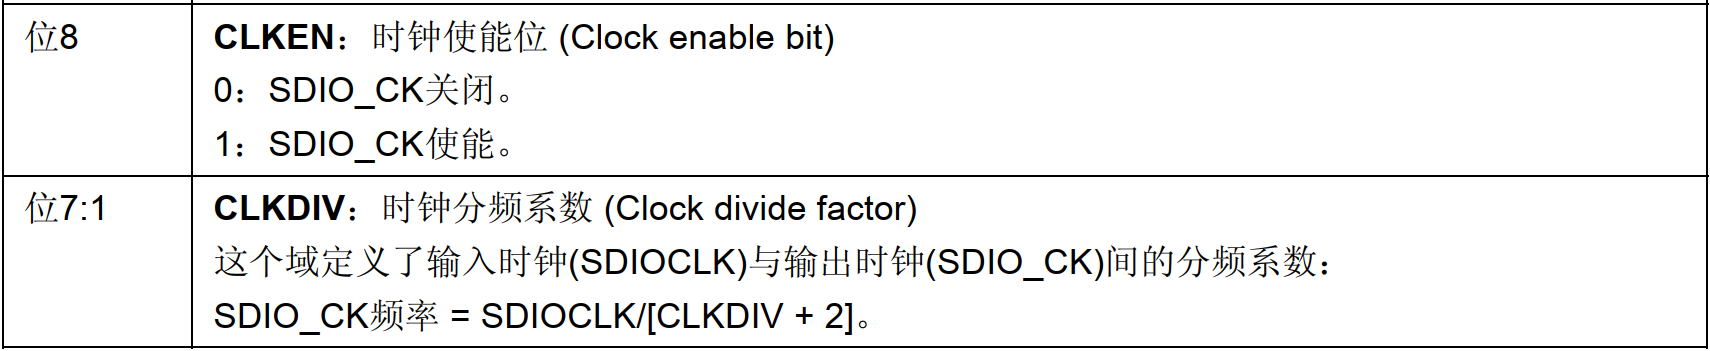 位8
CLKEN：时钟使能位 (Clock enable bit)
0：SDIO_CK关闭。
1：SDIO_CK使能。
位7:1
CLKDIV：时钟分频系数 (Clock divide factor)
这个域定义了输入时钟(SDIOCLK)与输出时钟(SDIO_CK)间的分频系数：
SDIO_CK频率 = SDIOCLK/[CLKDIV + 2]。